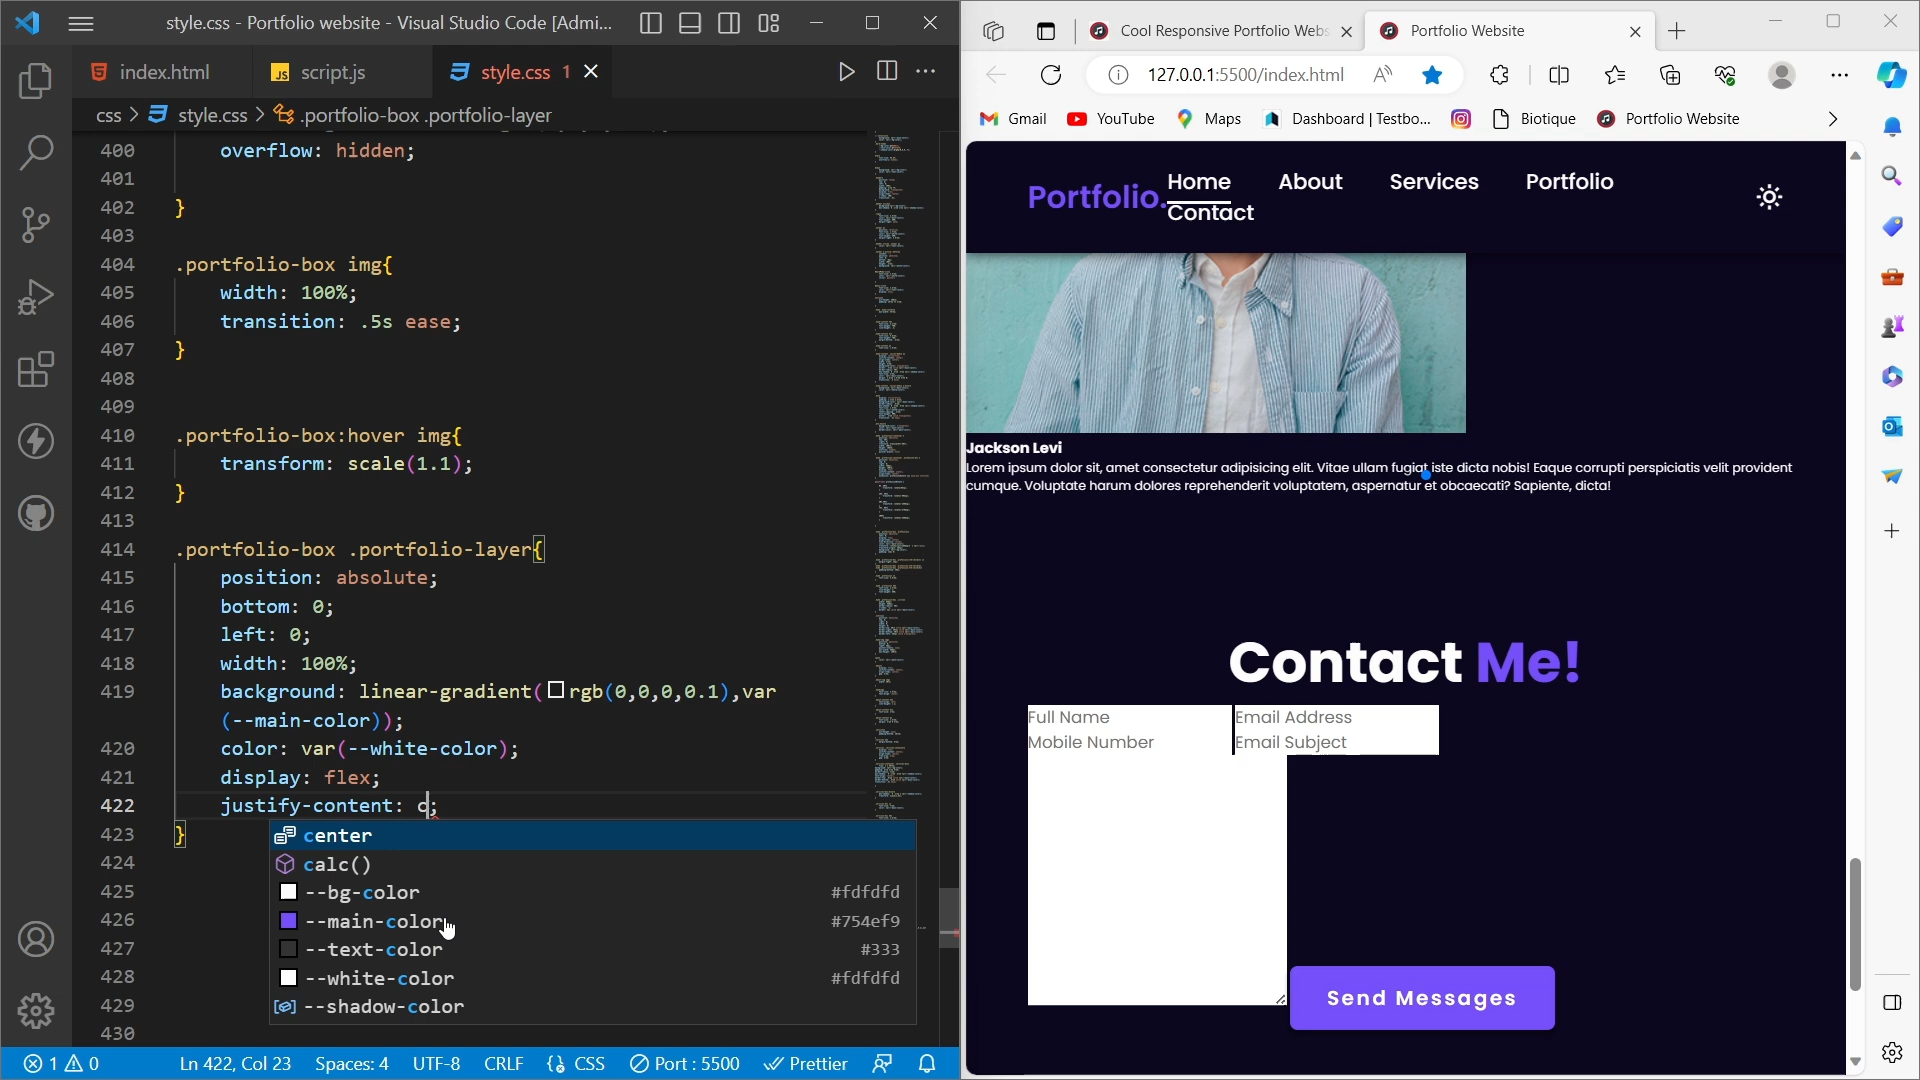 style.css - Portfolio website - Visual Studio Code [Admi...
index.html
script.js
style.css 1
css > style.css > .portfolio-box .portfolio-layer
400 overflow: hidden;
401
402 }
403
404 .portfolio-box img{
405 width: 100%;
406 transition: .5s ease;
407 }
408
409
410 .portfolio-box:hover img{
411 transform: scale(1.1);
412 }
413
414 .portfolio-box .portfolio-layer{
415 position: absolute;
416 bottom: 0;
417 left: 0;
418 width: 100%;
419 background: linear-gradient(rgb(0,0,0,0.1),var
(--main-color));
420 color: var(--white-color);
421 display: flex;
422 justify-content: c;
423 }
424
425
426
427
428
429
430
center
calc()
--bg-color #fdfdfd
--main-color #754ef9
--text-color #333
--white-color #fdfdfd
--shadow-color
1 0 Ln 422, Col 23 Spaces: 4 UTF-8 CRLF {} CSS Port : 5500 Prettier
Cool Responsive Portfolio Webs
Portfolio Website
127.0.0.1:5500/index.html
Gmail YouTube Maps Dashboard | Testbo... Biotique Portfolio Website
Portfolio.
Home About Services Portfolio
Contact
Jackson Levi
Lorem ipsum dolor sit, amet consectetur adipisicing elit. Vitae ullam fugiat iste dicta nobis! Eaque corrupti perspiciatis velit provident
cumque. Voluptate harum dolores reprehenderit voluptatem, aspernatur et obcaecati? Sapiente, dicta!
Contact Me!
Full Name Email Address
Mobile Number Email Subject
Send Messages